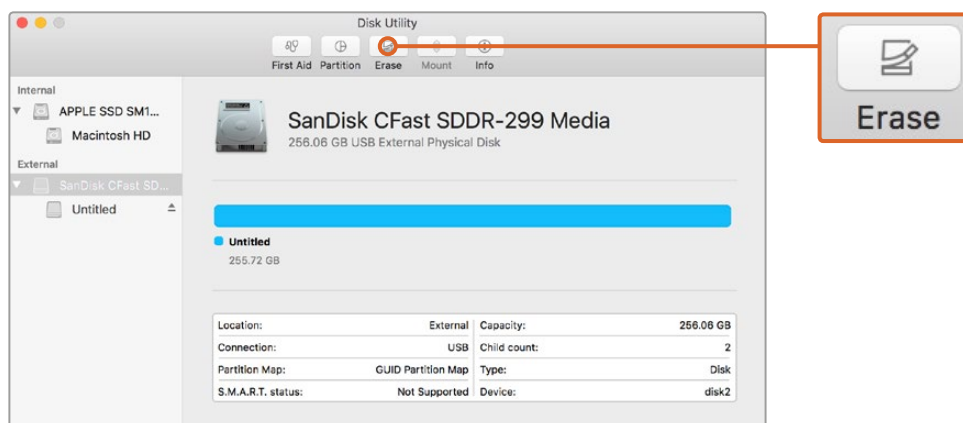 Disk Utility
First Aid Partition Erase Mount Info
Erase
Internal
APPLE SSD SM1...
Macintosh HD
External
SanDisk CFast SD...
Untitled
SanDisk CFast SDDR-299 Media
256.06 GB USB External Physical Disk
Untitled
255.72 GB
Location: External Capacity: 256.06 GB
Connection: USB Child count: 2
Partition Map: GUID Partition Map Type: Disk
S.M.A.R.T. status: Not Supported Device: disk2